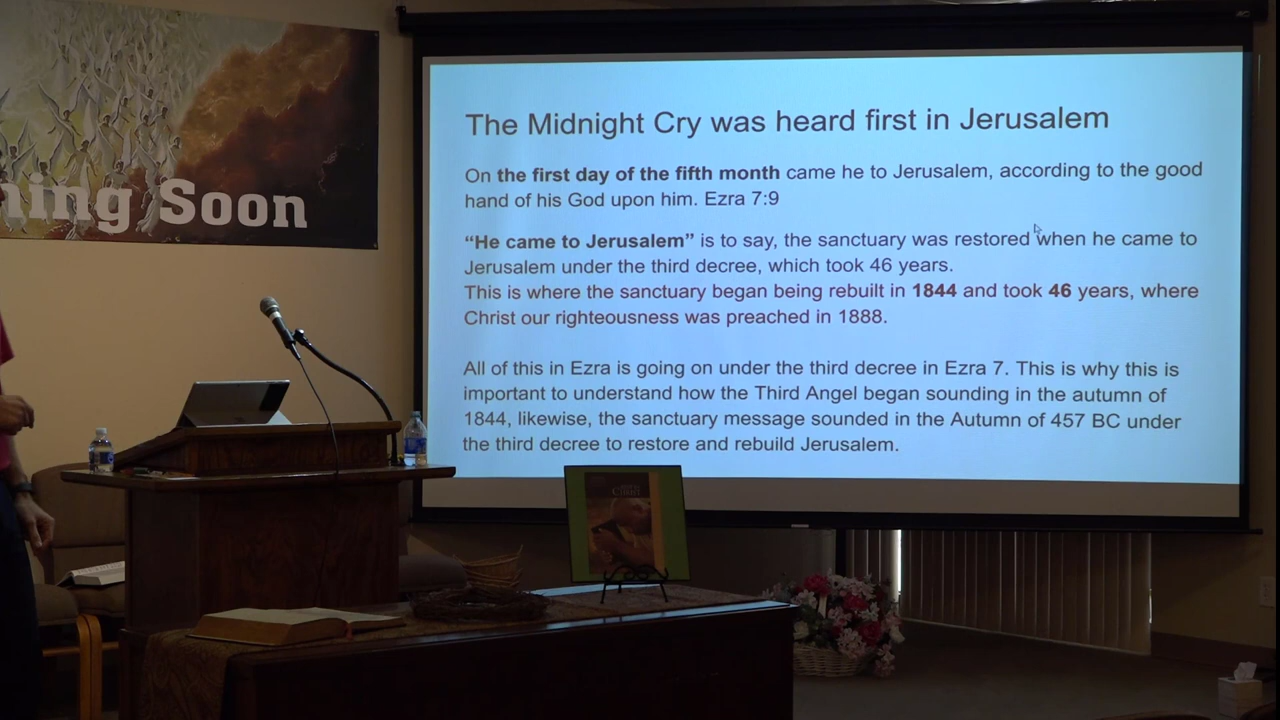 ning Soon
The Midnight Cry was heard first in Jerusalem
On the first day of the fifth month came he to Jerusalem, according to the good
hand of his God upon him. Ezra 7:9
“He came to Jerusalem” is to say, the sanctuary was restored when he came to
Jerusalem under the third decree, which took 46 years.
This is where the sanctuary began being rebuilt in 1844 and took 46 years, where
Christ our righteousness was preached in 1888.
All of this in Ezra is going on under the third decree in Ezra 7. This is why this is
important to understand how the Third Angel began sounding in the autumn of
1844, likewise, the sanctuary message sounded in the Autumn of 457 BC under
the third decree to restore and rebuild Jerusalem.
CHRIST